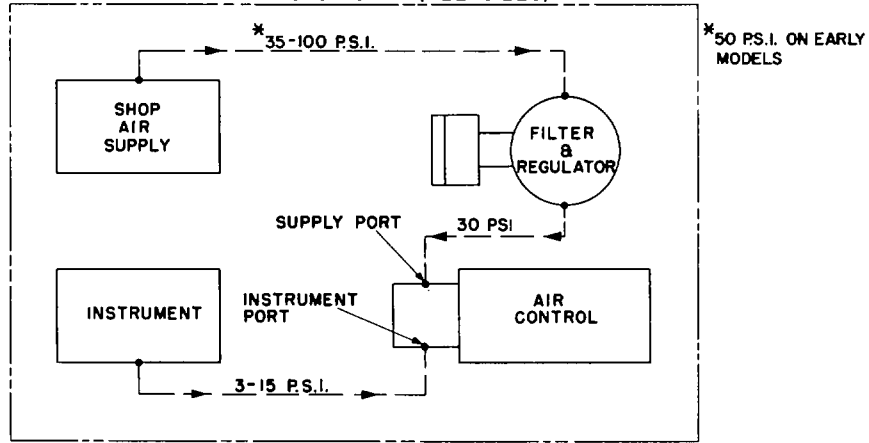 *35-100 P.S.I.
*50 P.S.I. ON EARLY
MODELS
SHOP
AIR
SUPPLY
FILTER
&
REGULATOR
SUPPLY PORT
30 PSI
INSTRUMENT
INSTRUMENT
PORT
AIR
CONTROL
3-15 P.S.I.